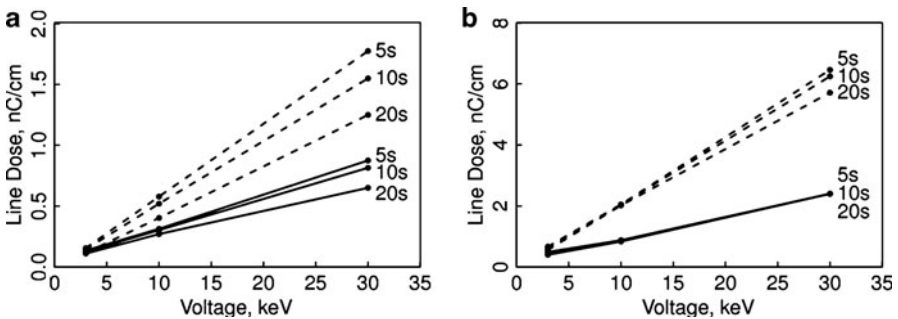 a
Line Dose, nC/cm
2.0
1.5
1.0
0.5
0.0
5s
10s
20s
5s
10s
20s
0 5 10 15 20 25 30 35
Voltage, keV
b
Line Dose, nC/cm
8
6
4
2
0
5s
10s
20s
5s
10s
20s
0 5 10 15 20 25 30 35
Voltage, keV